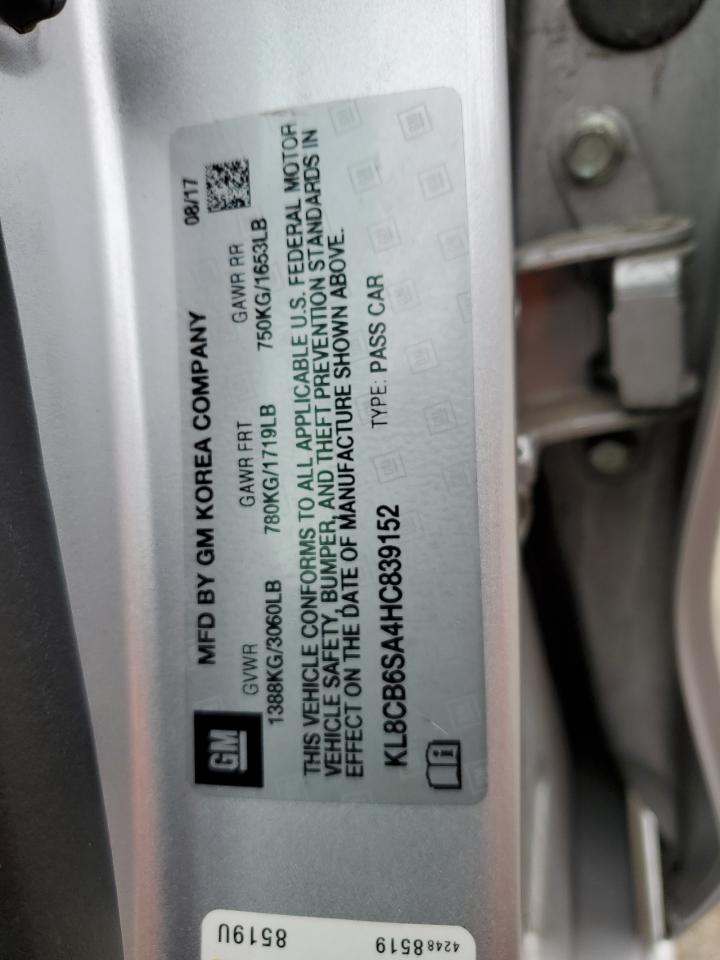 MFD BY GM KOREA COMPANY 08/17
GM
GVWR GAWR FRT GAWR RR
1388KG/3060LB 780KG/1719LB 750KG/1653LB
THIS VEHICLE CONFORMS TO ALL APPLICABLE U.S. FEDERAL MOTOR
VEHICLE SAFETY, BUMPER, AND THEFT PREVENTION STANDARDS IN
EFFECT ON THE DATE OF MANUFACTURE SHOWN ABOVE.
KL8CB6SA4HC839152 TYPE: PASS CAR
8519U
42488519